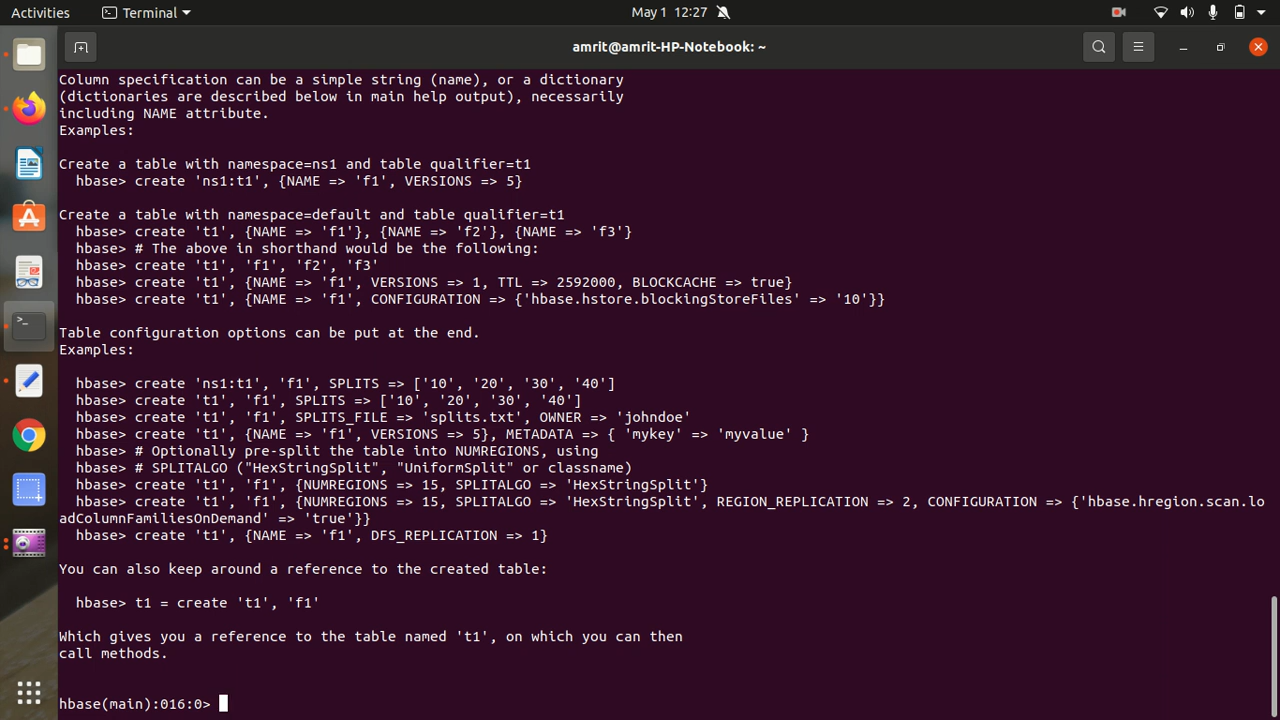 Activities
Terminal
May 1 12:27
amrit@amrit-HP-Notebook: ~
Column specification can be a simple string (name), or a dictionary
(dictionaries are described below in main help output), necessarily
including NAME attribute.
Examples:
Create a table with namespace=ns1 and table qualifier=t1
hbase> create 'ns1:t1', {NAME => 'f1', VERSIONS => 5}
Create a table with namespace=default and table qualifier=t1
hbase> create 't1', {NAME => 'f1'}, {NAME => 'f2'}, {NAME => 'f3'}
hbase> # The above in shorthand would be the following:
hbase> create 't1', 'f1', 'f2', 'f3'
hbase> create 't1', {NAME => 'f1', VERSIONS => 1, TTL => 2592000, BLOCKCACHE => true}
hbase> create 't1', {NAME => 'f1', CONFIGURATION => {'hbase.hstore.blockingStoreFiles' => '10'}}
Table configuration options can be put at the end.
Examples:
hbase> create 'ns1:t1', 'f1', SPLITS => ['10', '20', '30', '40']
hbase> create 't1', 'f1', SPLITS => ['10', '20', '30', '40']
hbase> create 't1', 'f1', SPLITS_FILE => 'splits.txt', OWNER => 'johndoe'
hbase> create 't1', {NAME => 'f1', VERSIONS => 5}, METADATA => { 'mykey' => 'myvalue' }
hbase> # Optionally pre-split the table into NUMREGIONS, using
hbase> # SPLITALGO ("HexStringSplit", "UniformSplit" or classname)
hbase> create 't1', 'f1', {NUMREGIONS => 15, SPLITALGO => 'HexStringSplit'}
hbase> create 't1', 'f1', {NUMREGIONS => 15, SPLITALGO => 'HexStringSplit', REGION_REPLICATION => 2, CONFIGURATION => {'hbase.hregion.scan.lo
adColumnFamiliesOnDemand' => 'true'}}
hbase> create 't1', {NAME => 'f1', DFS_REPLICATION => 1}
You can also keep around a reference to the created table:
hbase> t1 = create 't1', 'f1'
Which gives you a reference to the table named 't1', on which you can then
call methods.
hbase(main):016:0>